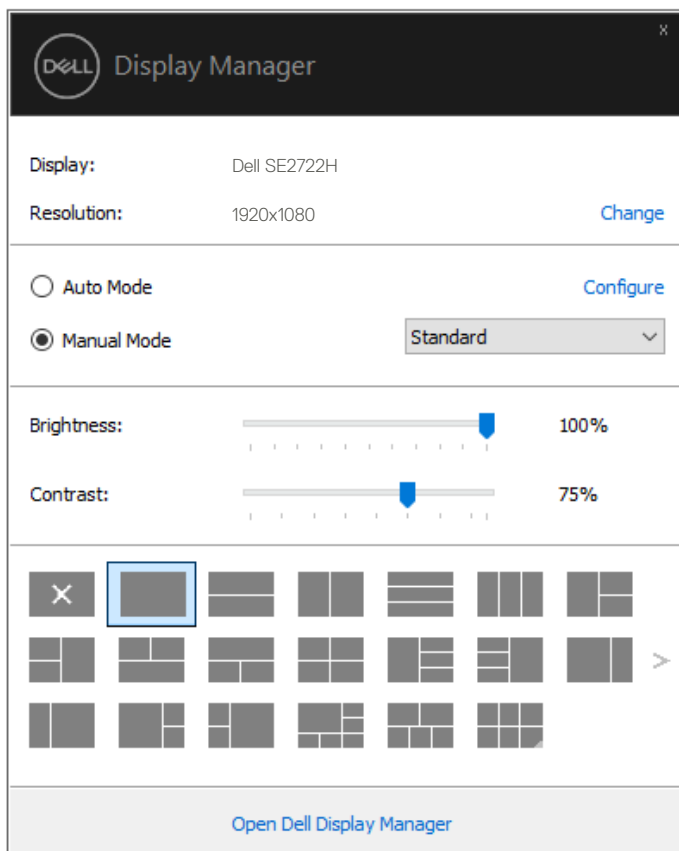 DELL Display Manager
x
Display: Dell SE2722H
Resolution: 1920x1080 Change
Auto Mode Configure
Manual Mode Standard
Brightness: 100%
Contrast: 75%
Open Dell Display Manager